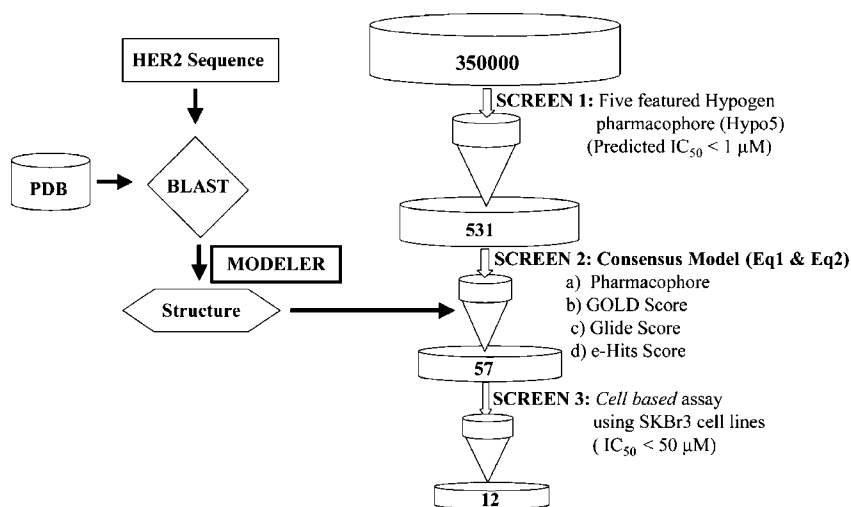 HER2 Sequence
PDB
BLAST
MODELER
Structure
350000
SCREEN 1: Five featured Hypogen
pharmacophore (Hypo5)
(Predicted IC50 < 1 μM)
531
SCREEN 2: Consensus Model (Eq1 & Eq2)
a) Pharmacophore
b) GOLD Score
c) Glide Score
d) e-Hits Score
57
SCREEN 3: Cell based assay
using SKBr3 cell lines
( IC50 < 50 μM)
12